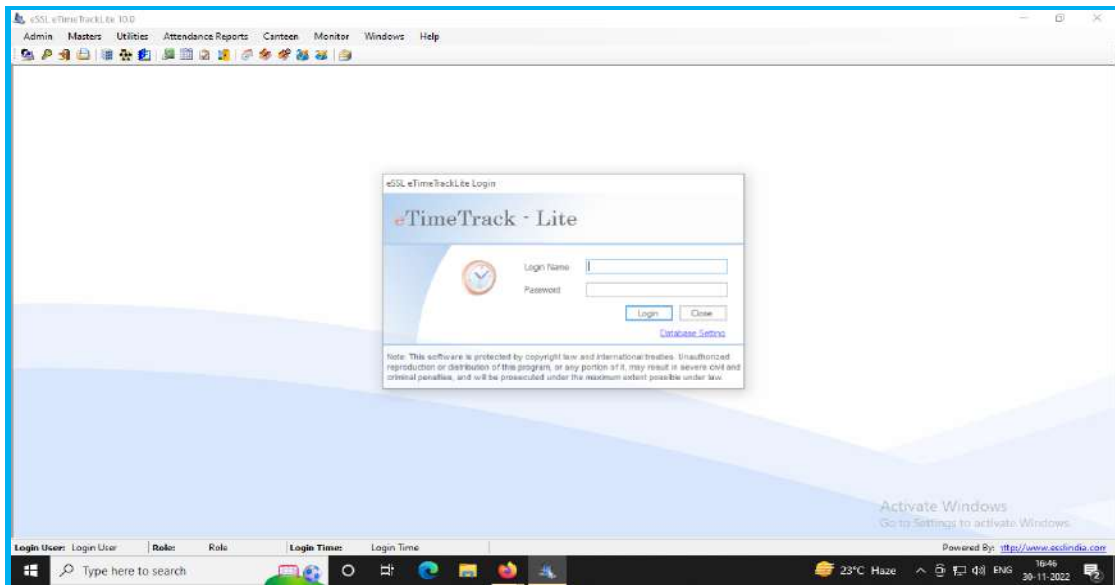 eSSL eTimeTrackLite 10.0
Admin Masters Utilities Attendance Reports Canteen Monitor Windows Help
eSSL eTimeTrackLite Login
eTimeTrack - Lite
Login Name
Password
Login Close
Database Setting
Note: This software is protected by copyright law and international treaties. Unauthorized
reproduction or distribution of this program, or any portion of it, may result in severe civil and
criminal penalties, and will be prosecuted under the maximum extent possible under law.
Activate Windows
Go to Settings to activate Windows.
Login User: Login User Role: Role Login Time: Login Time Powered By: http://www.esslindia.com
Type here to search 23°C Haze ENG 16:46
30-11-2022